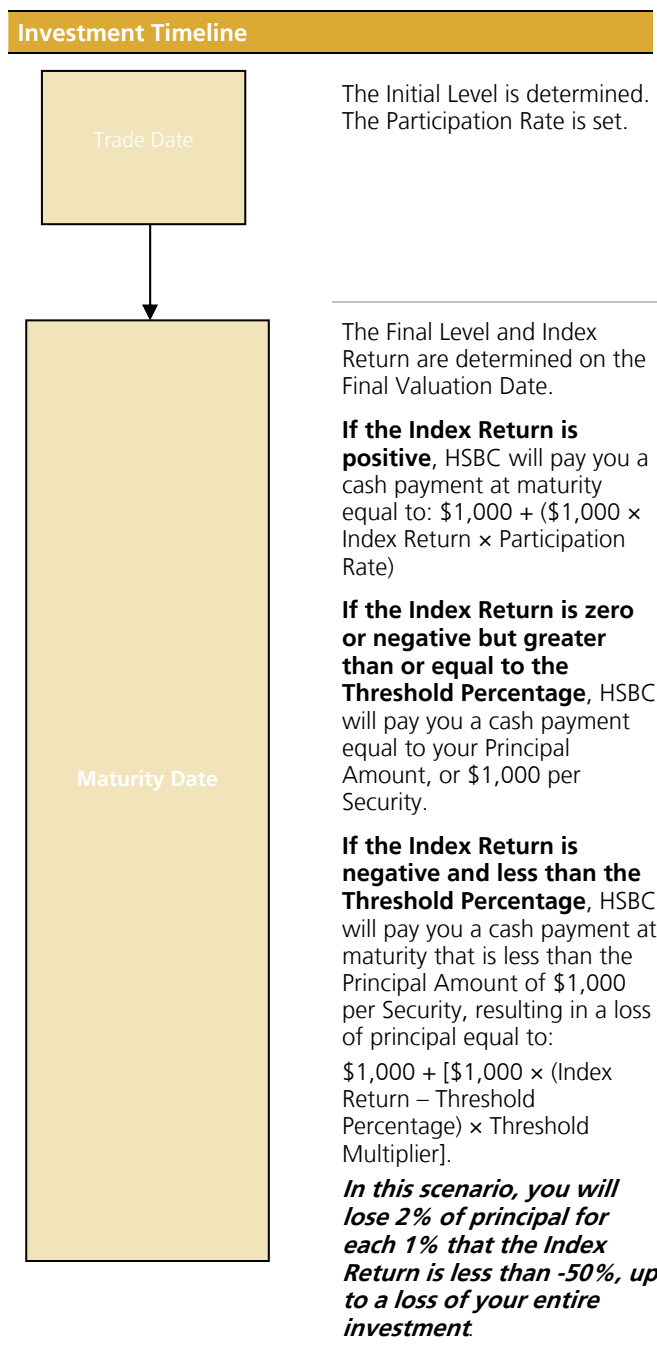 Investment Timeline
Trade Date
The Initial Level is determined.
The Participation Rate is set.
Maturity Date
The Final Level and Index
Return are determined on the
Final Valuation Date.
If the Index Return is
positive, HSBC will pay you a
cash payment at maturity
equal to: $1,000 + ($1,000 ×
Index Return × Participation
Rate)
If the Index Return is zero
or negative but greater
than or equal to the
Threshold Percentage, HSBC
will pay you a cash payment
equal to your Principal
Amount, or $1,000 per
Security.
If the Index Return is
negative and less than the
Threshold Percentage, HSBC
will pay you a cash payment at
maturity that is less than the
Principal Amount of $1,000
per Security, resulting in a loss
of principal equal to:
$1,000 + [$1,000 × (Index
Return – Threshold
Percentage) × Threshold
Multiplier].
In this scenario, you will
lose 2% of principal for
each 1% that the Index
Return is less than -50%, up
to a loss of your entire
investment.